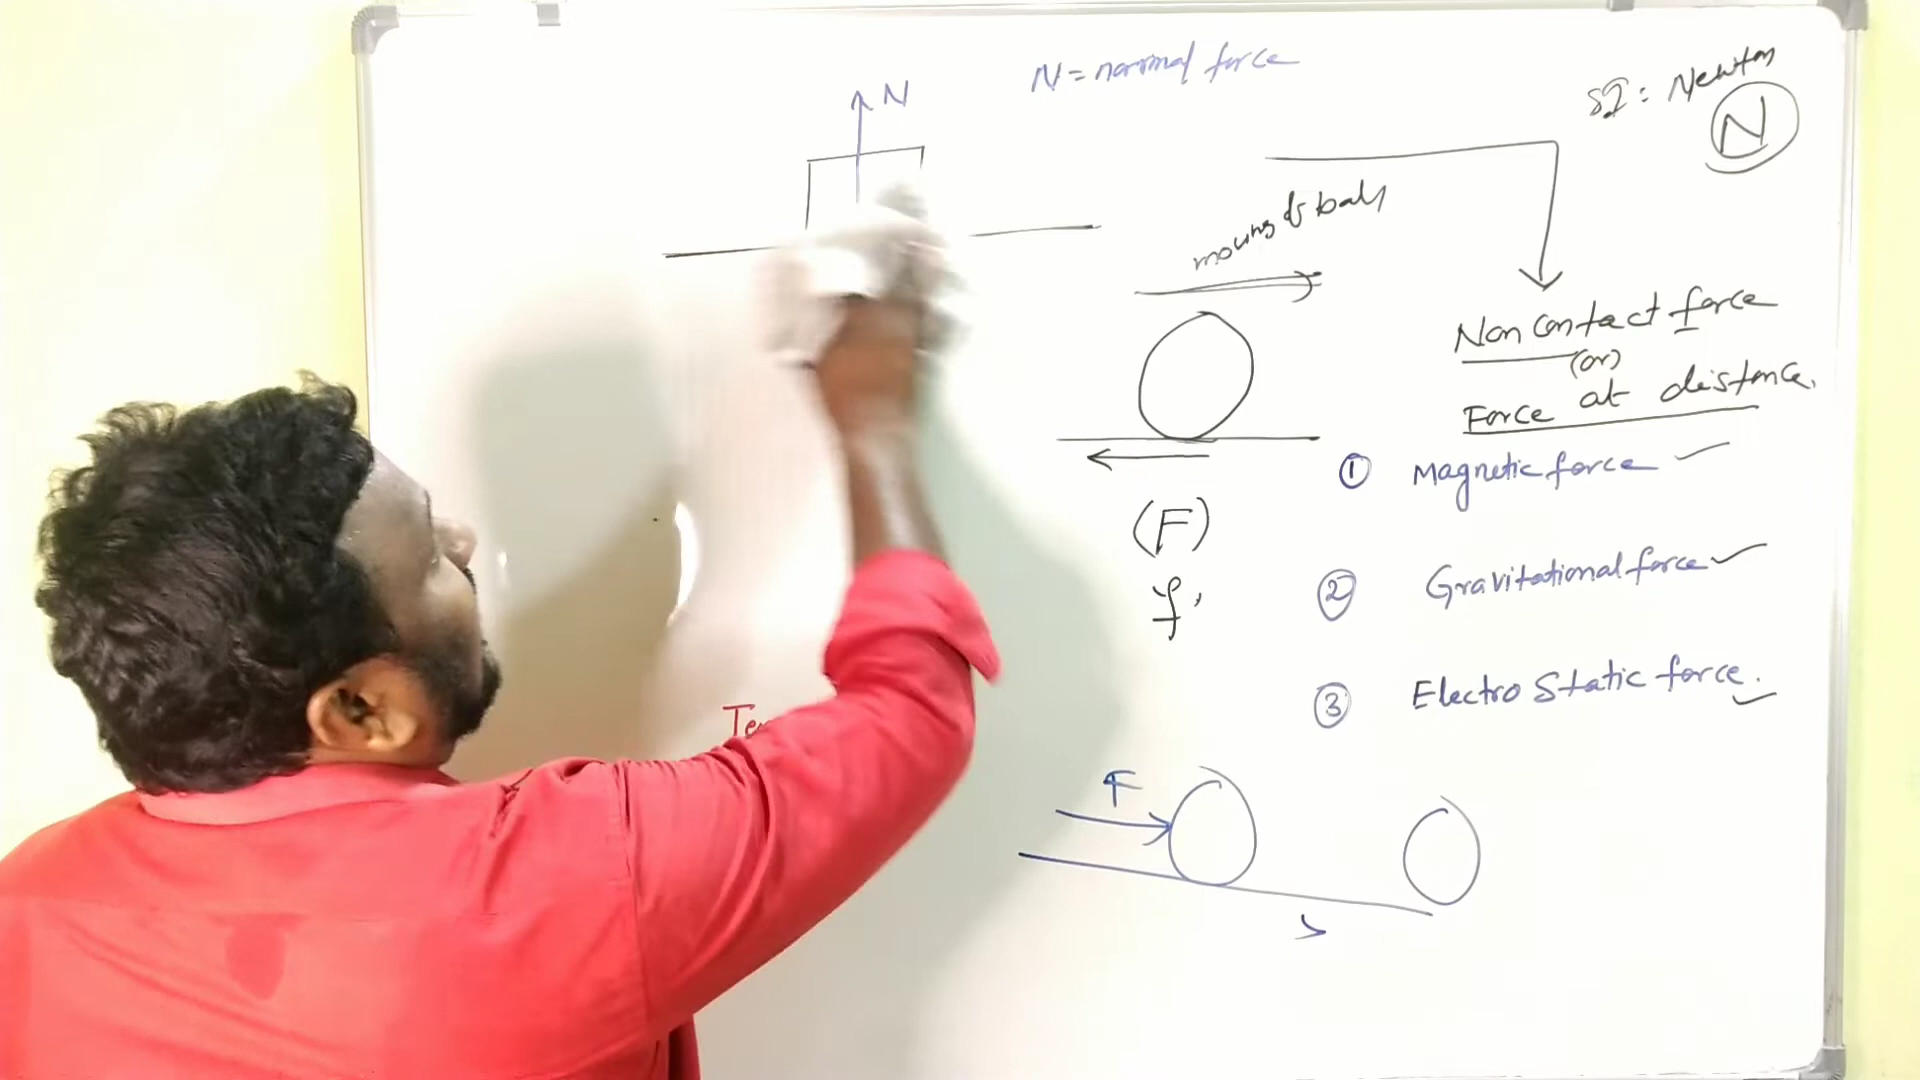 N = normal force
SI : Newton
N
N
moving of ball
Non Contact force
(or)
Force at distance.
① Magnetic force
(F)
f,
② Gravitational force
③ Electro Static force.
F